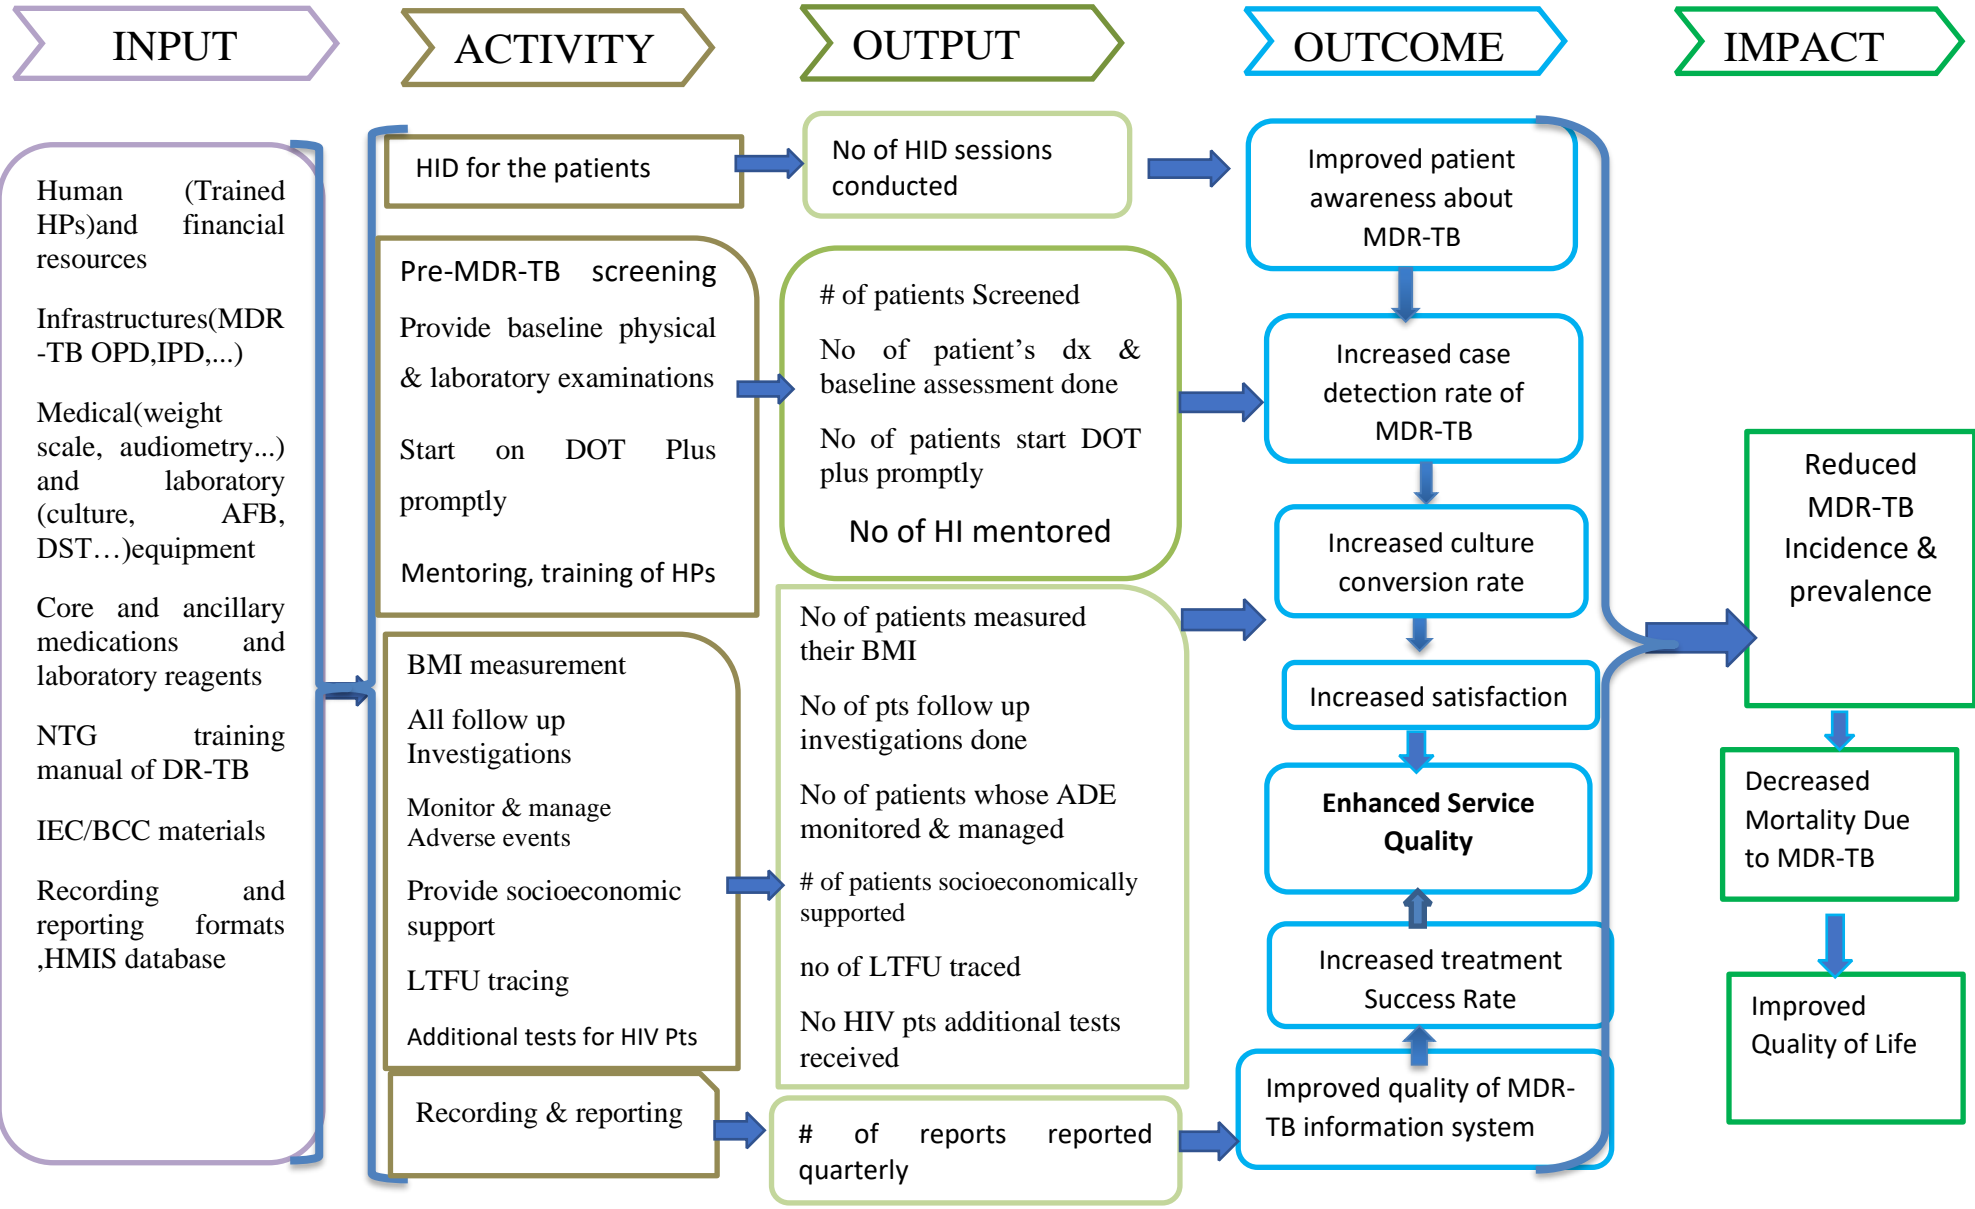 INPUT
ACTIVITY
OUTPUT
OUTCOME
IMPACT
Human (Trained
HPs)and financial
resources
Infrastructures(MDR
-TB OPD,IPD,...)
Medical(weight
scale, audiometry...)
and laboratory
(culture, AFB,
DST…)equipment
Core and ancillary
medications and
laboratory reagents
NTG training
manual of DR-TB
IEC/BCC materials
Recording and
reporting formats
,HMIS database
HID for the patients
Pre-MDR-TB screening
Provide baseline physical
& laboratory examinations
Start on DOT Plus
promptly
Mentoring, training of HPs
BMI measurement
All follow up
Investigations
Monitor & manage
Adverse events
Provide socioeconomic
support
LTFU tracing
Additional tests for HIV Pts
Recording & reporting
No of HID sessions
conducted
# of patients Screened
No of patient’s dx &
baseline assessment done
No of patients start DOT
plus promptly
No of HI mentored
No of patients measured
their BMI
No of pts follow up
investigations done
No of patients whose ADE
monitored & managed
# of patients socioeconomically
supported
no of LTFU traced
No HIV pts additional tests
received
# of reports reported
quarterly
Improved patient
awareness about
MDR-TB
Increased case
detection rate of
MDR-TB
Increased culture
conversion rate
Increased satisfaction
Enhanced Service
Quality
Increased treatment
Success Rate
Improved quality of MDR-
TB information system
Reduced
MDR-TB
Incidence &
prevalence
Decreased
Mortality Due
to MDR-TB
Improved
Quality of Life